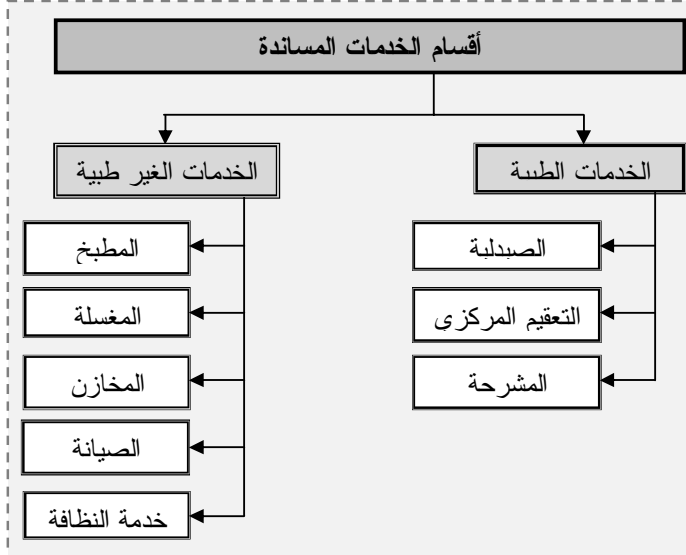 أقسام الخدمات المساندة
الخدمات الطبية
الصيدلية
التعقيم المركزي
المشرحة
الخدمات الغير طبية
المطبخ
المغسلة
المخازن
الصيانة
خدمة النظافة